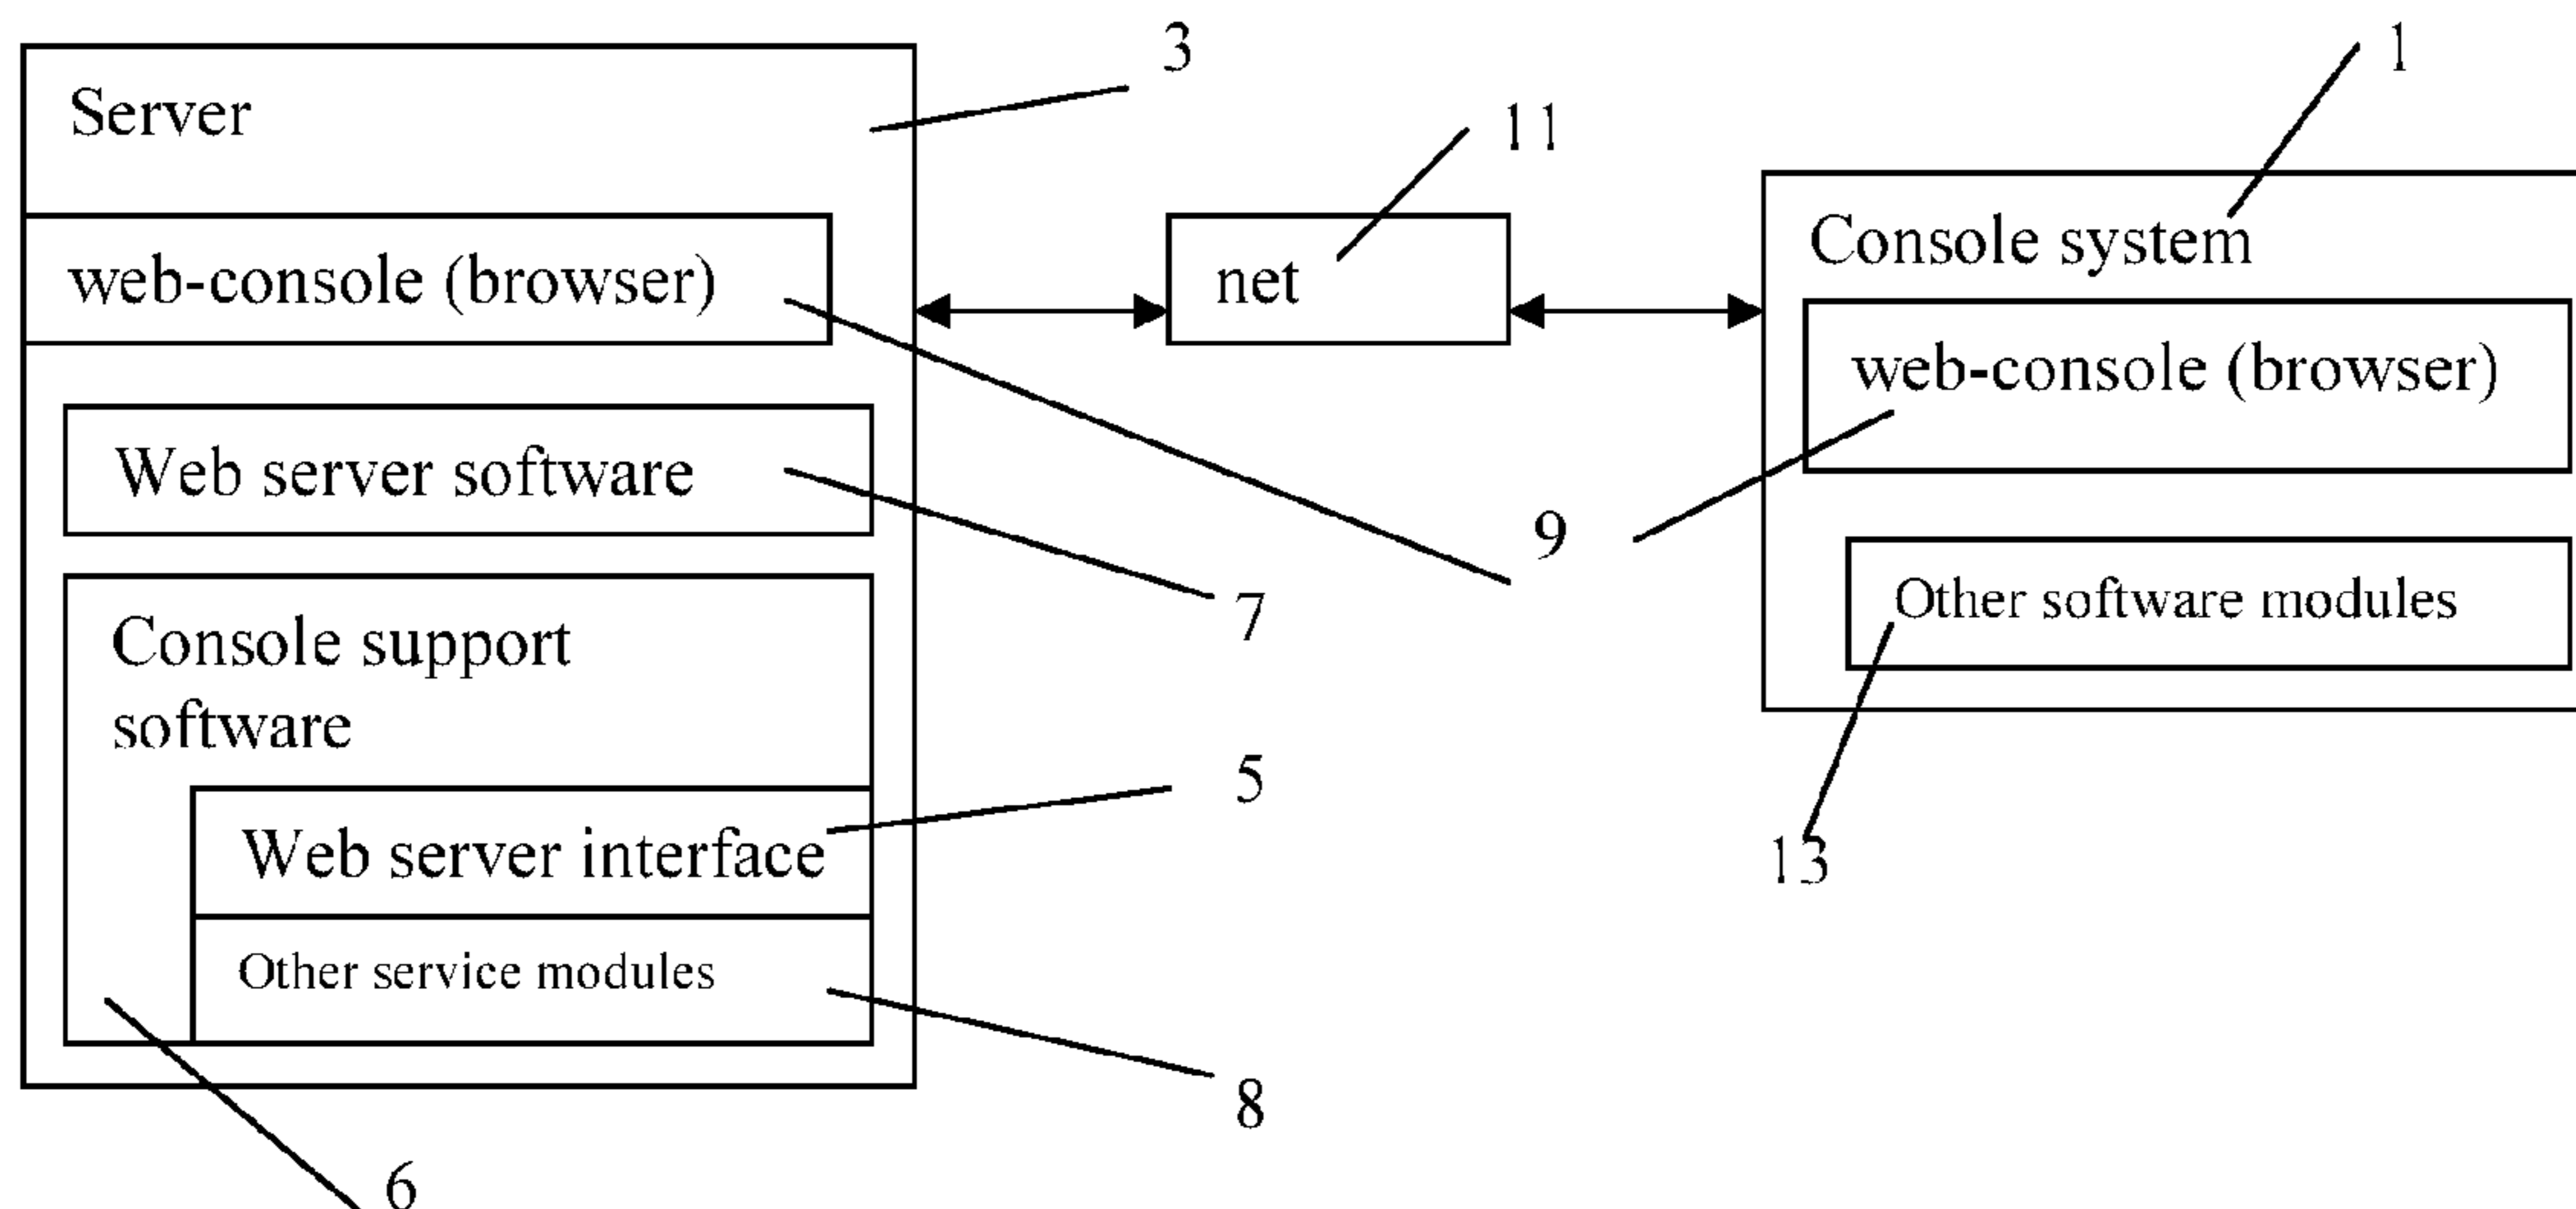 Server
3
web-console (browser)
Web server software
7
Console support
software
Web server interface
5
Other service modules
8
6
net
11
9
Console system
1
web-console (browser)
Other software modules
13